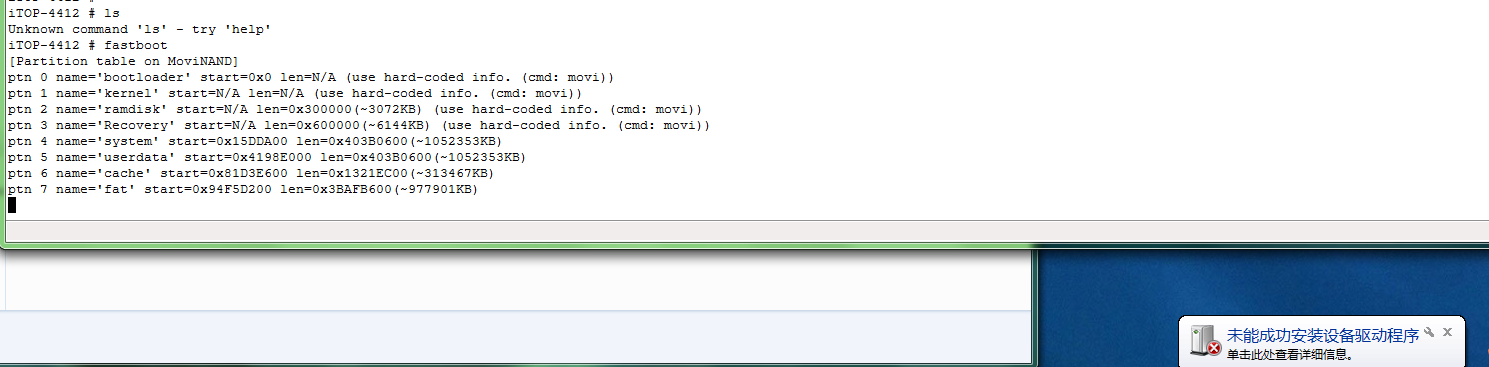 iTOP-4412 # ls
Unknown command 'ls' - try 'help'
iTOP-4412 # fastboot
[Partition table on MoviNAND]
ptn 0 name='bootloader' start=0x0 len=N/A (use hard-coded info. (cmd: movi))
ptn 1 name='kernel' start=N/A len=N/A (use hard-coded info. (cmd: movi))
ptn 2 name='ramdisk' start=N/A len=0x300000(~3072KB) (use hard-coded info. (cmd: movi))
ptn 3 name='Recovery' start=N/A len=0x600000(~6144KB) (use hard-coded info. (cmd: movi))
ptn 4 name='system' start=0x15DDA00 len=0x403B0600(~1052353KB)
ptn 5 name='userdata' start=0x4198E000 len=0x403B0600(~1052353KB)
ptn 6 name='cache' start=0x81D3E600 len=0x1321EC00(~313467KB)
ptn 7 name='fat' start=0x94F5D200 len=0x3BAFB600(~977901KB)
未能成功安装设备驱动程序
单击此处查看详细信息。